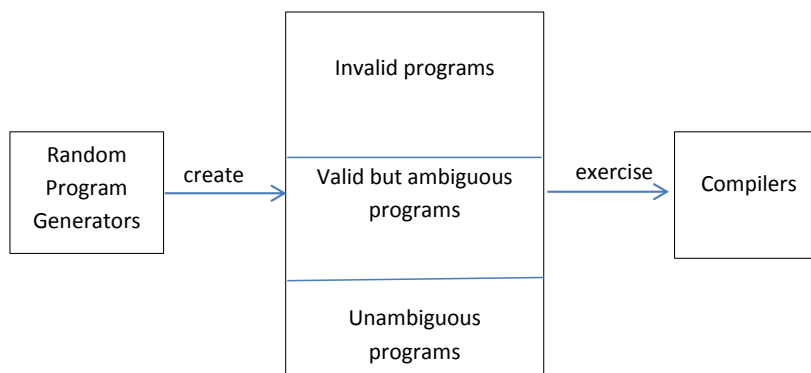 Random
Program
Generators
create
Invalid programs
Valid but ambiguous
programs
Unambiguous
programs
exercise
Compilers